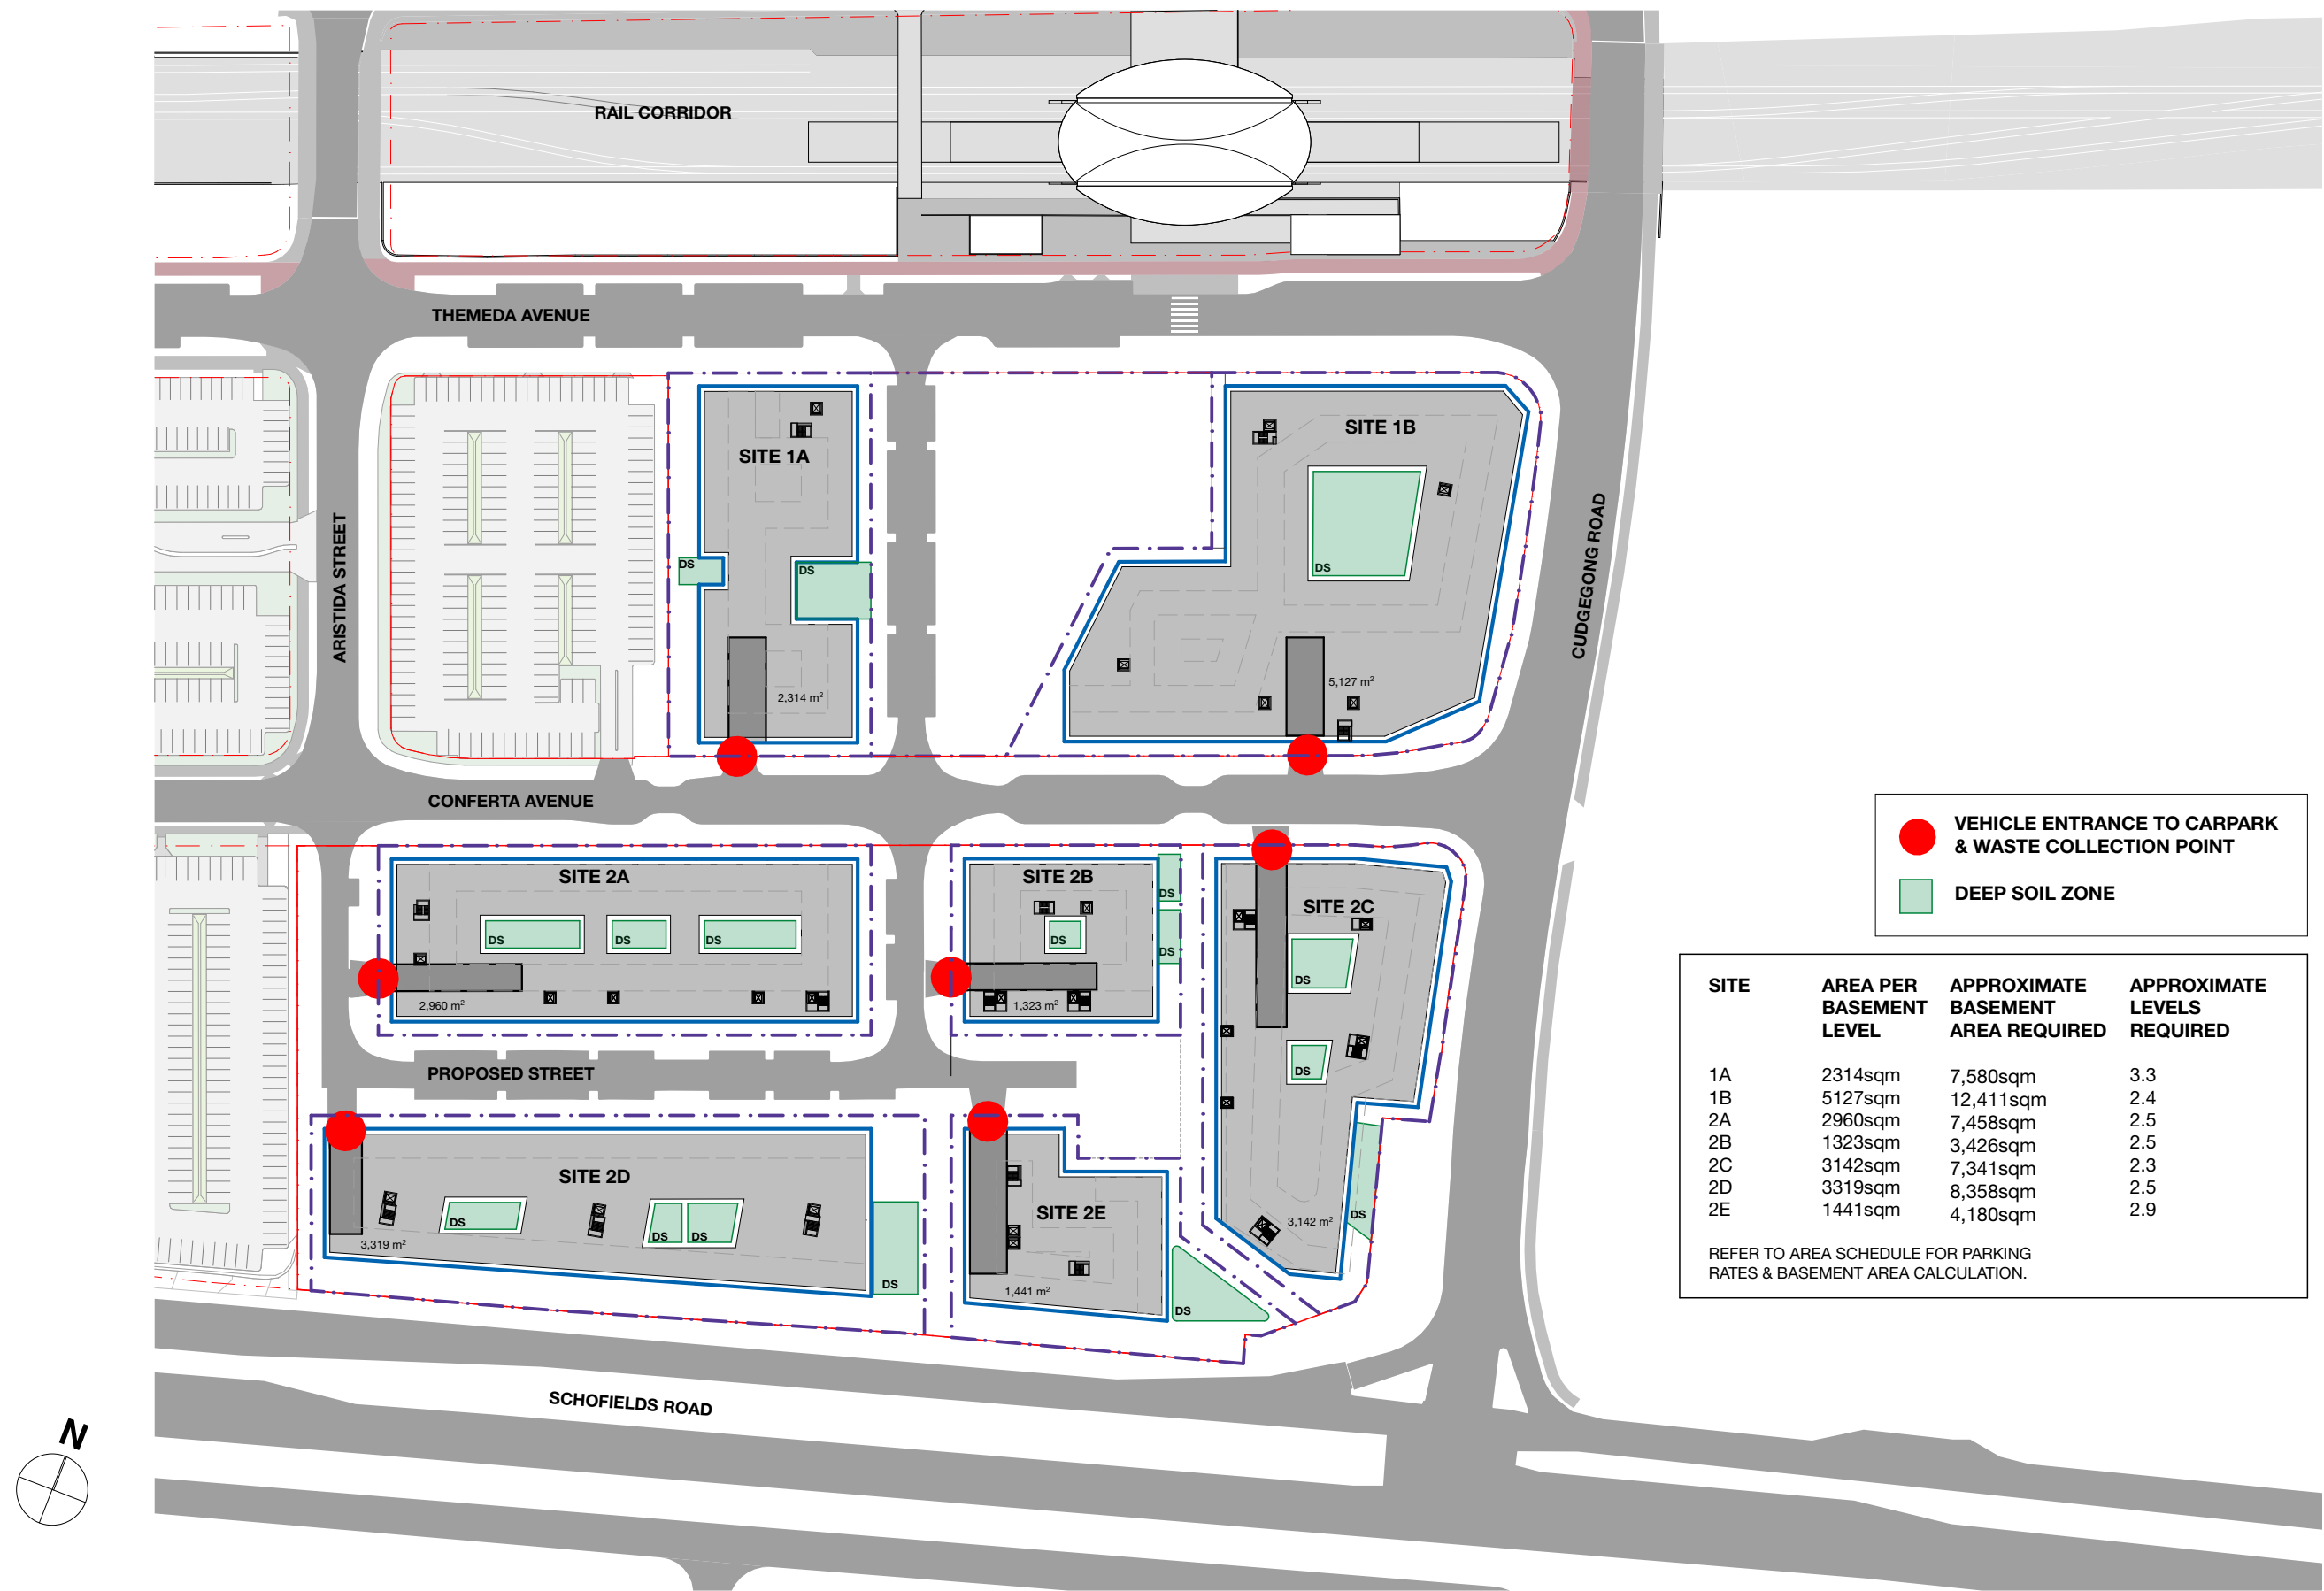 RAIL CORRIDOR
THEMEDA AVENUE
ARISTIDA STREET
CUDGEGONG ROAD
SITE 1A
DS
DS
2,314 m²
SITE 1B
DS
5,127 m²
CONFERTA AVENUE
SITE 2A
DS
DS
DS
2,960 m²
SITE 2B
DS
DS
DS
1,323 m²
SITE 2C
DS
DS
DS
3,142 m²
PROPOSED STREET
SITE 2D
DS
DS
DS
DS
3,319 m²
SITE 2E
DS
1,441 m²
SCHOFIELDS ROAD
N
VEHICLE ENTRANCE TO CARPARK
& WASTE COLLECTION POINT
DEEP SOIL ZONE
SITE AREA PER BASEMENT LEVEL APPROXIMATE BASEMENT AREA REQUIRED APPROXIMATE LEVELS REQUIRED
1A 2314sqm 7,580sqm 3.3
1B 5127sqm 12,411sqm 2.4
2A 2960sqm 7,458sqm 2.5
2B 1323sqm 3,426sqm 2.5
2C 3142sqm 7,341sqm 2.3
2D 3319sqm 8,358sqm 2.5
2E 1441sqm 4,180sqm 2.9
REFER TO AREA SCHEDULE FOR PARKING
RATES & BASEMENT AREA CALCULATION.